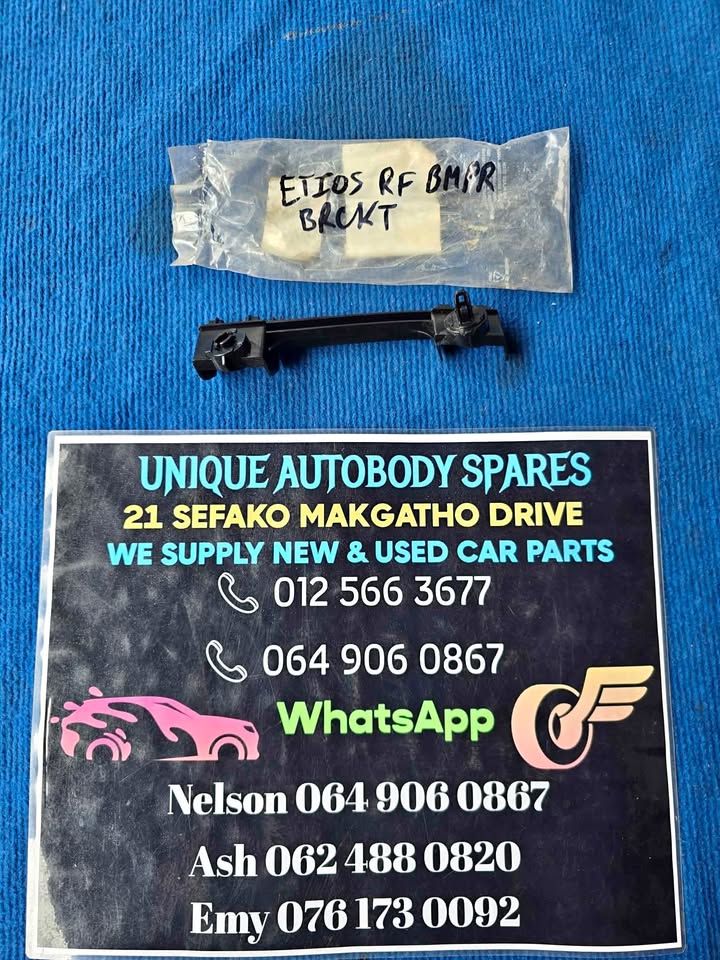 ETIOS RF BMPR
BRCKT
UNIQUE AUTOBODY SPARES
21 SEFAKO MAKGATHO DRIVE
WE SUPPLY NEW & USED CAR PARTS
012 566 3677
064 906 0867
WhatsApp
Nelson 064 906 0867
Ash 062 488 0820
Emy 076 173 0092